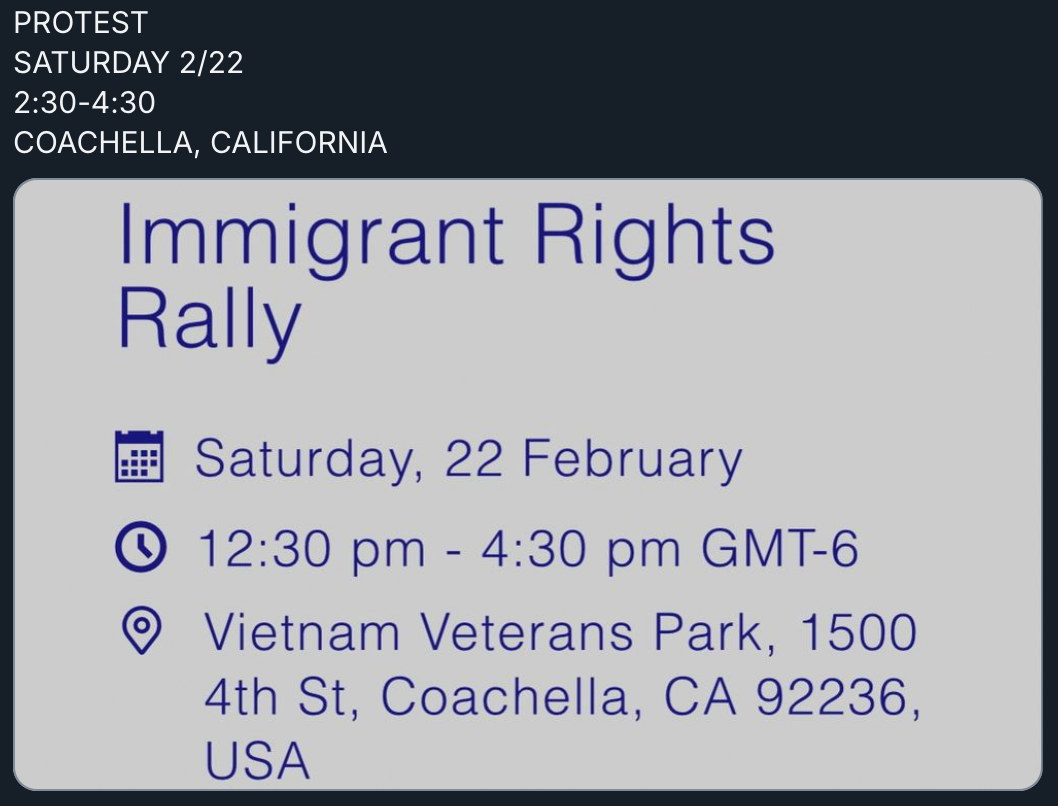 PROTEST
SATURDAY 2/22
2:30-4:30
COACHELLA, CALIFORNIA
Immigrant Rights
Rally
Saturday, 22 February
12:30 pm - 4:30 pm GMT-6
Vietnam Veterans Park, 1500
4th St, Coachella, CA 92236,
USA